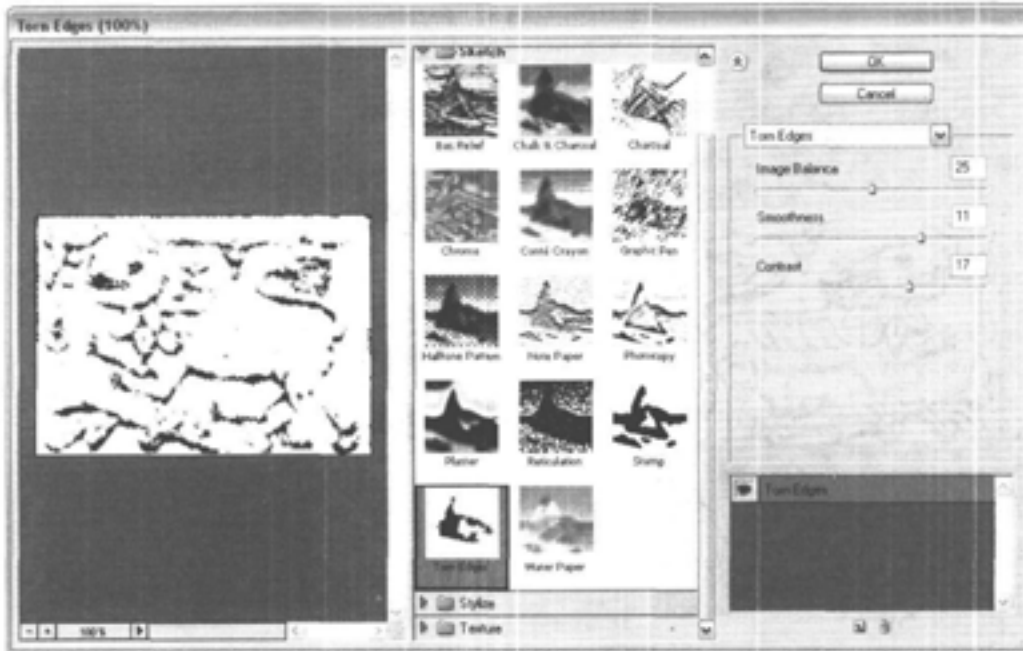 Torn Edges (100%)
Sketch
Bas Relief
Chalk & Charcoal
Charcoal
Chrome
Conté Crayon
Graphic Pen
Halftone Pattern
Note Paper
Photocopy
Plaster
Reticulation
Stamp
Torn Edges
Water Paper
Stylize
Texture
100%
OK
Cancel
Torn Edges
Image Balance 25
Smoothness 11
Contrast 17
Torn Edges